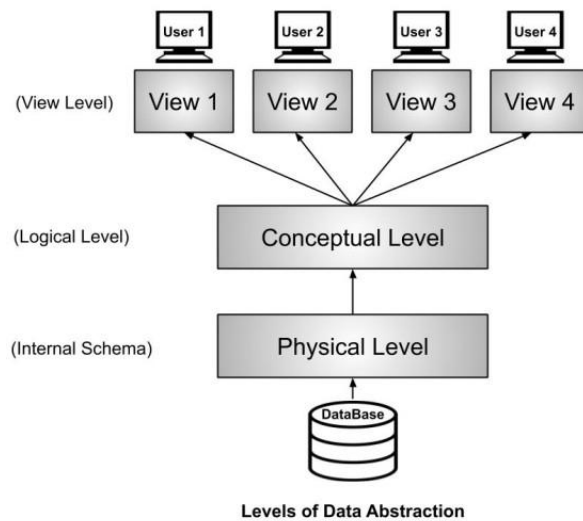 User 1 User 2 User 3 User 4
(View Level) View 1 View 2 View 3 View 4
(Logical Level) Conceptual Level
(Internal Schema) Physical Level
DataBase
Levels of Data Abstraction